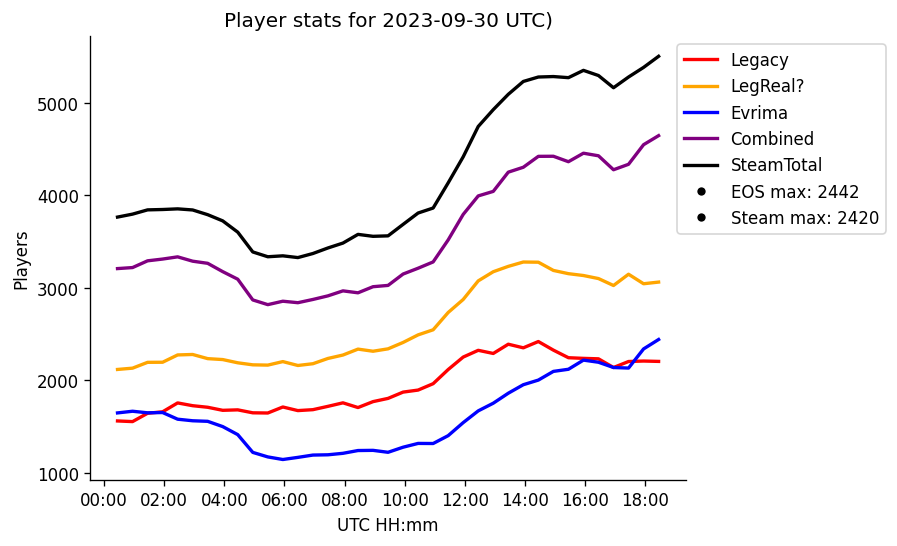 Player stats for 2023-09-30 UTC)
Legacy
LegReal?
Evrima
Combined
SteamTotal
EOS max: 2442
Steam max: 2420
5000
4000
3000
2000
1000
Players
00:00 02:00 04:00 06:00 08:00 10:00 12:00 14:00 16:00 18:00
UTC HH:mm